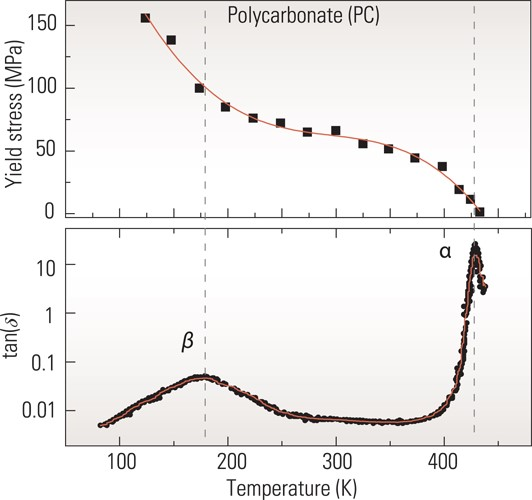 Polycarbonate (PC)
Yield stress (MPa)
150
100
50
0
tan(δ)
10
1
0.1
0.01
β
α
100
200
300
400
Temperature (K)